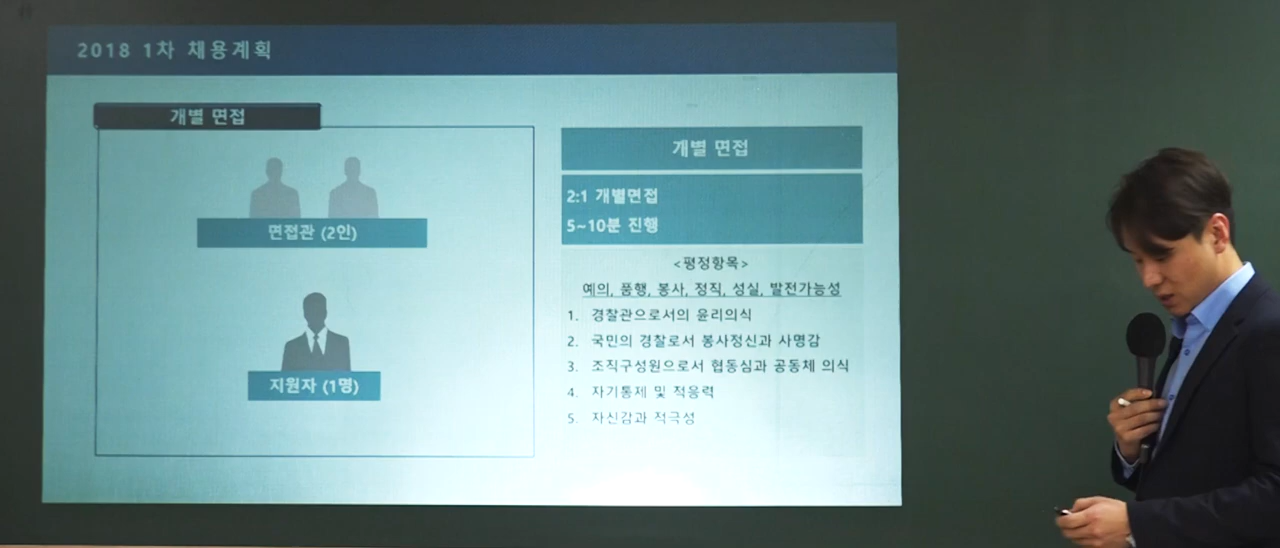 2018 1차 채용계획
개별 면접
면접관 (2인)
지원자 (1명)
개별 면접
2:1 개별면접
5~10분 진행
<평정항목>
예의, 품행, 봉사, 정직, 성실, 발전가능성
1. 경찰관으로서의 윤리의식
2. 국민의 경찰로서 봉사정신과 사명감
3. 조직구성원으로서 협동심과 공동체 의식
4. 자기통제 및 적응력
5. 자신감과 적극성